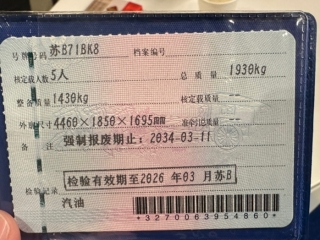 号牌号码 苏B71BK8 档案编号
核定载人数 5人 总质量 1930kg
整备质量 1430kg 核定载质量 --
外廓尺寸 4460×1850×1695mm 准牵引总质量 --
备注 强制报废期止:2034-03-11
检验记录 检验有效期至2026年03月苏B
汽油
*3270063954860*